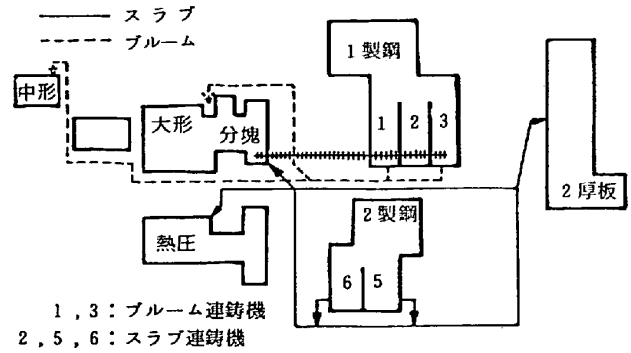 スラブ
ブルーム
1製鋼
中形
大形
分塊
1
2
3
2厚板
2製鋼
熱圧
6
5
1,3:ブルーム連鋳機
2,5,6:スラブ連鋳機